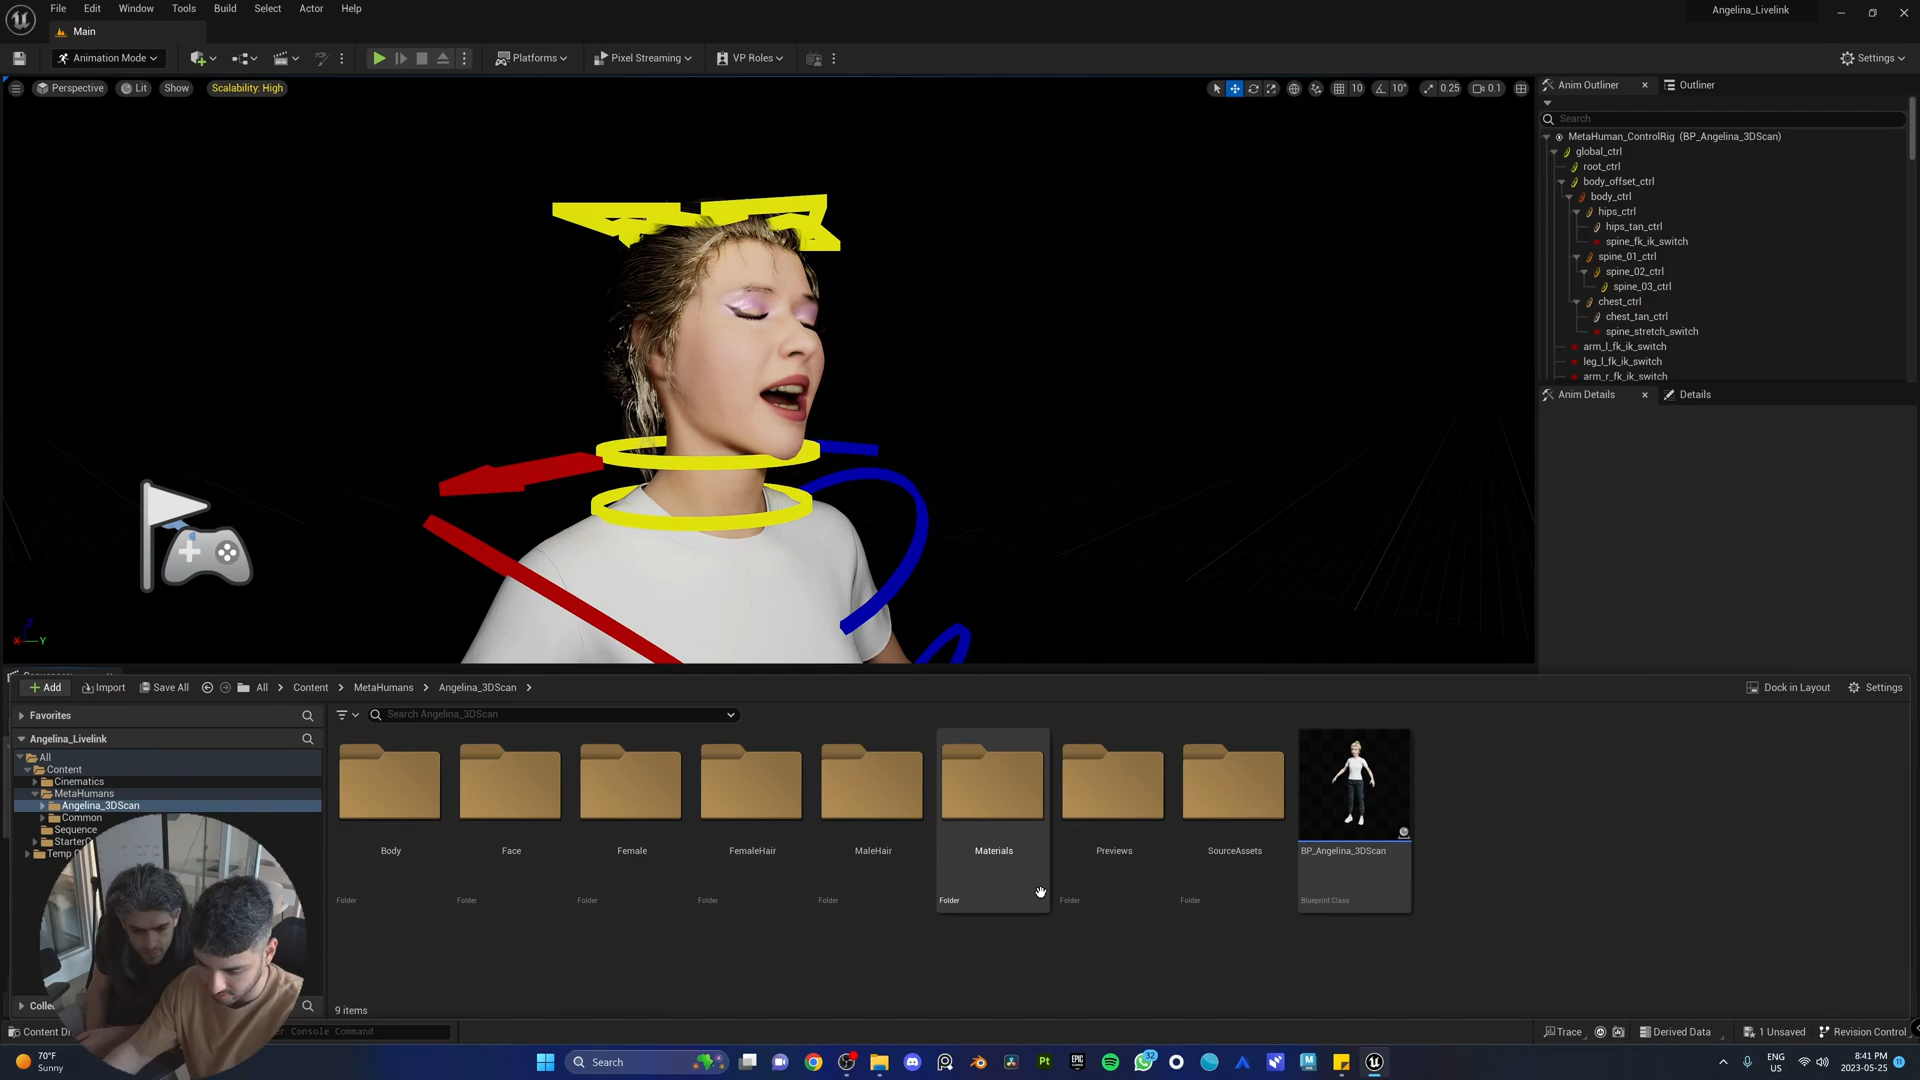 File Edit Window Tools Build Select Actor Help
Angelina_Livelink
Main
Animation Mode
Platforms
Pixel Streaming
VP Roles
Settings
Perspective
Lit
Show
Scalability: High
10
10°
0.25
0.1
Anim Outliner
Outliner
Search
MetaHuman_ControlRig (BP_Angelina_3DScan)
global_ctrl
root_ctrl
body_offset_ctrl
body_ctrl
hips_ctrl
hips_tan_ctrl
spine_fk_ik_switch
spine_01_ctrl
spine_02_ctrl
spine_03_ctrl
chest_ctrl
chest_tan_ctrl
spine_stretch_switch
arm_l_fk_ik_switch
leg_l_fk_ik_switch
arm_r_fk_ik_switch
Anim Details
Details
Z
X
Y
Add
Import
Save All
All
Content
MetaHumans
Angelina_3DScan
Dock in Layout
Settings
Favorites
Search Angelina_3DScan
Angelina_Livelink
All
Content
Cinematics
MetaHumans
Angelina_3DScan
Common
Sequence
Body
Face
Female
FemaleHair
MaleHair
Materials
Previews
SourceAssets
BP_Angelina_3DScan
Folder
Folder
Folder
Folder
Folder
Folder
Folder
Folder
Blueprint Class
9 items
Console Command
Trace
Derived Data
1 Unsaved
Revision Control
70°F
Sunny
Search
Pt
EPIC GAMES
32
ENG
US
8:41 PM
2023-05-25